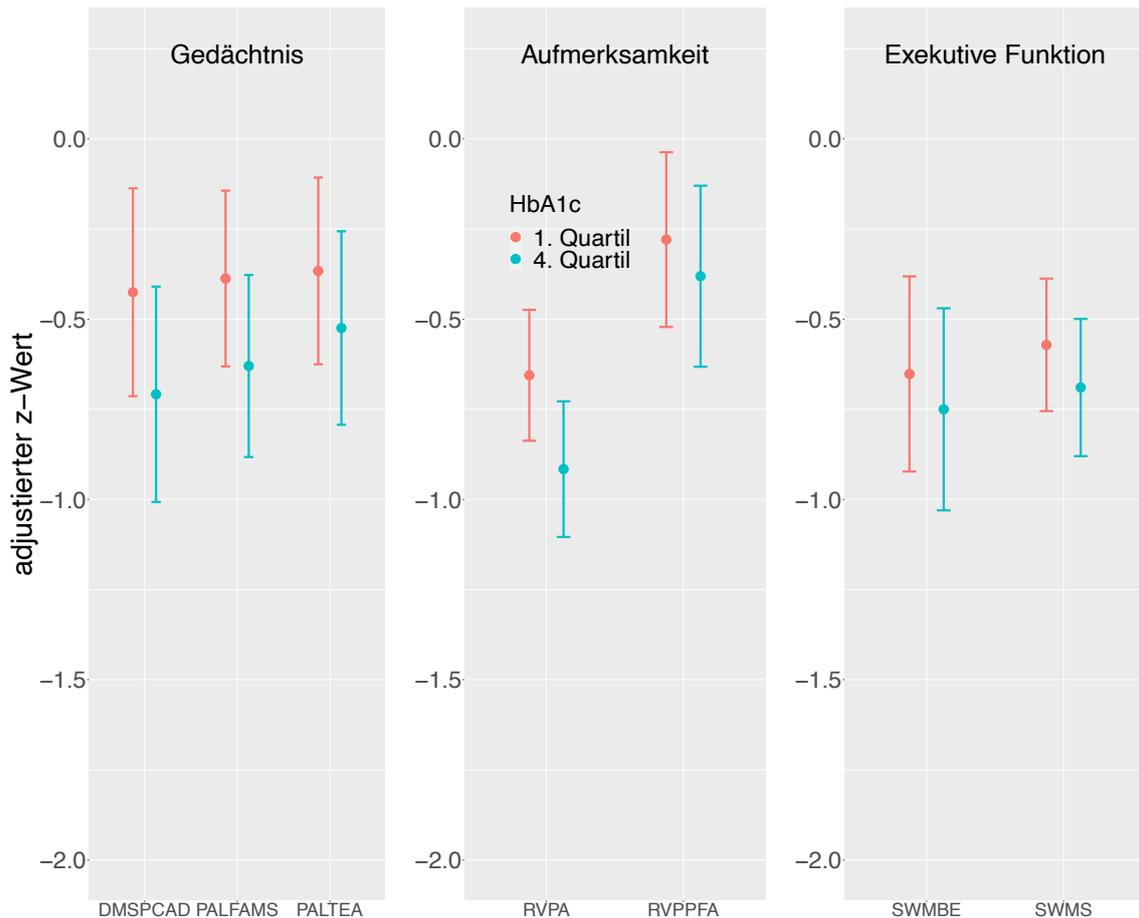 Gedächtnis
Aufmerksamkeit
Exekutive Funktion
adjustierter z−Wert
0.0
−0.5
−1.0
−1.5
−2.0
DMSPCAD PALFAMS PALTEA
0.0
−0.5
−1.0
−1.5
−2.0
HbA1c
1. Quartil
4. Quartil
RVPA RVPPFA
0.0
−0.5
−1.0
−1.5
−2.0
SWMBE SWMS